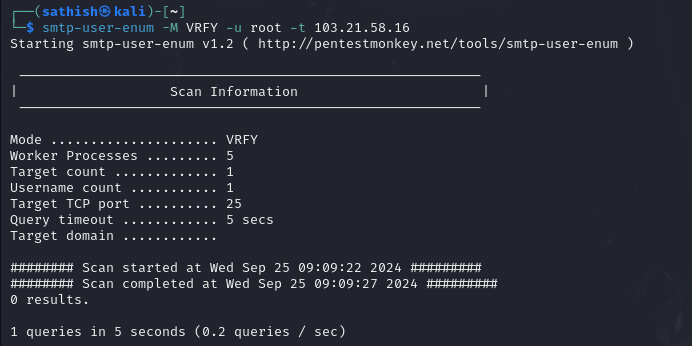 ┌──(sathish㉿kali)-[~]
└─$ smtp-user-enum -M VRFY -u root -t 103.21.58.16
Starting smtp-user-enum v1.2 ( http://pentestmonkey.net/tools/smtp-user-enum )
 ----------------------------------------------------------
|                   Scan Information                       |
 ----------------------------------------------------------
Mode ..................... VRFY
Worker Processes ......... 5
Target count ............. 1
Username count ........... 1
Target TCP port .......... 25
Query timeout ............ 5 secs
Target domain ............
######## Scan started at Wed Sep 25 09:09:22 2024 #########
######## Scan completed at Wed Sep 25 09:09:27 2024 #########
0 results.
1 queries in 5 seconds (0.2 queries / sec)